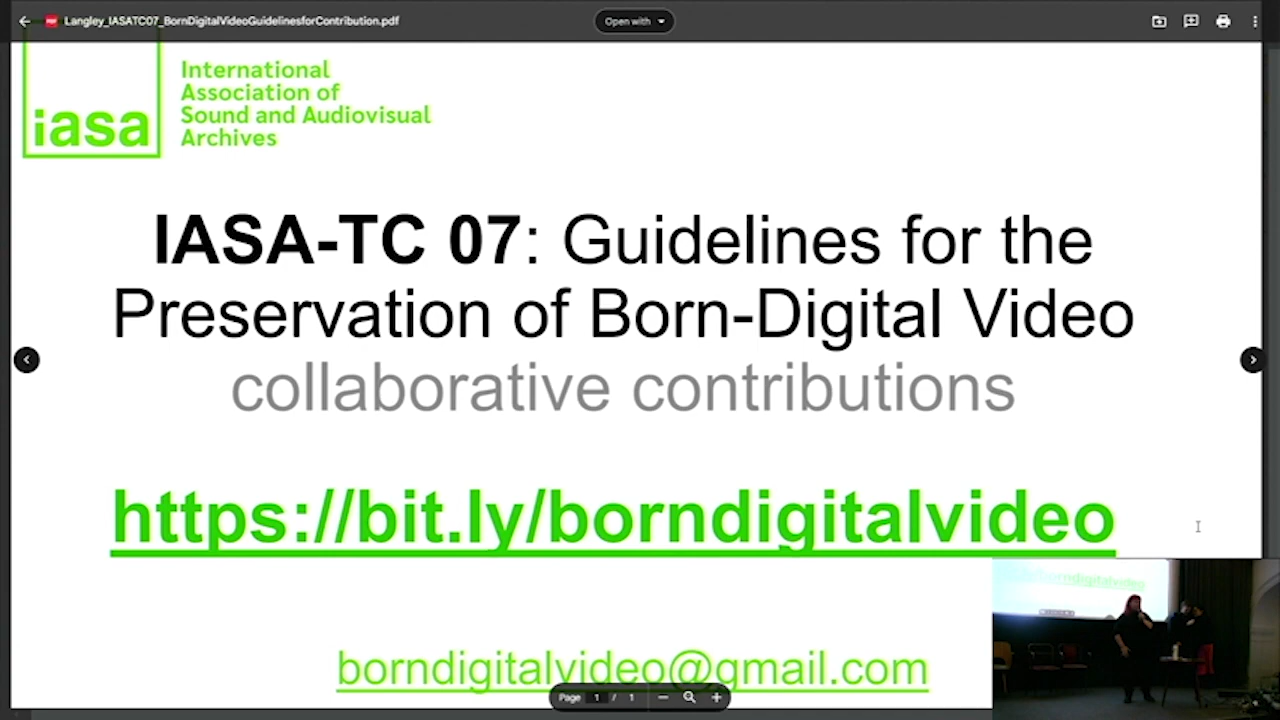 Langley_IASATC07_BornDigitalVideoGuidelinesforContribution.pdf
Open with
iasa
International
Association of
Sound and Audiovisual
Archives
IASA-TC 07: Guidelines for the
Preservation of Born-Digital Video
collaborative contributions
https://bit.ly/borndigitalvideo
borndigitalvideo@gmail.com
Page 1 / 1